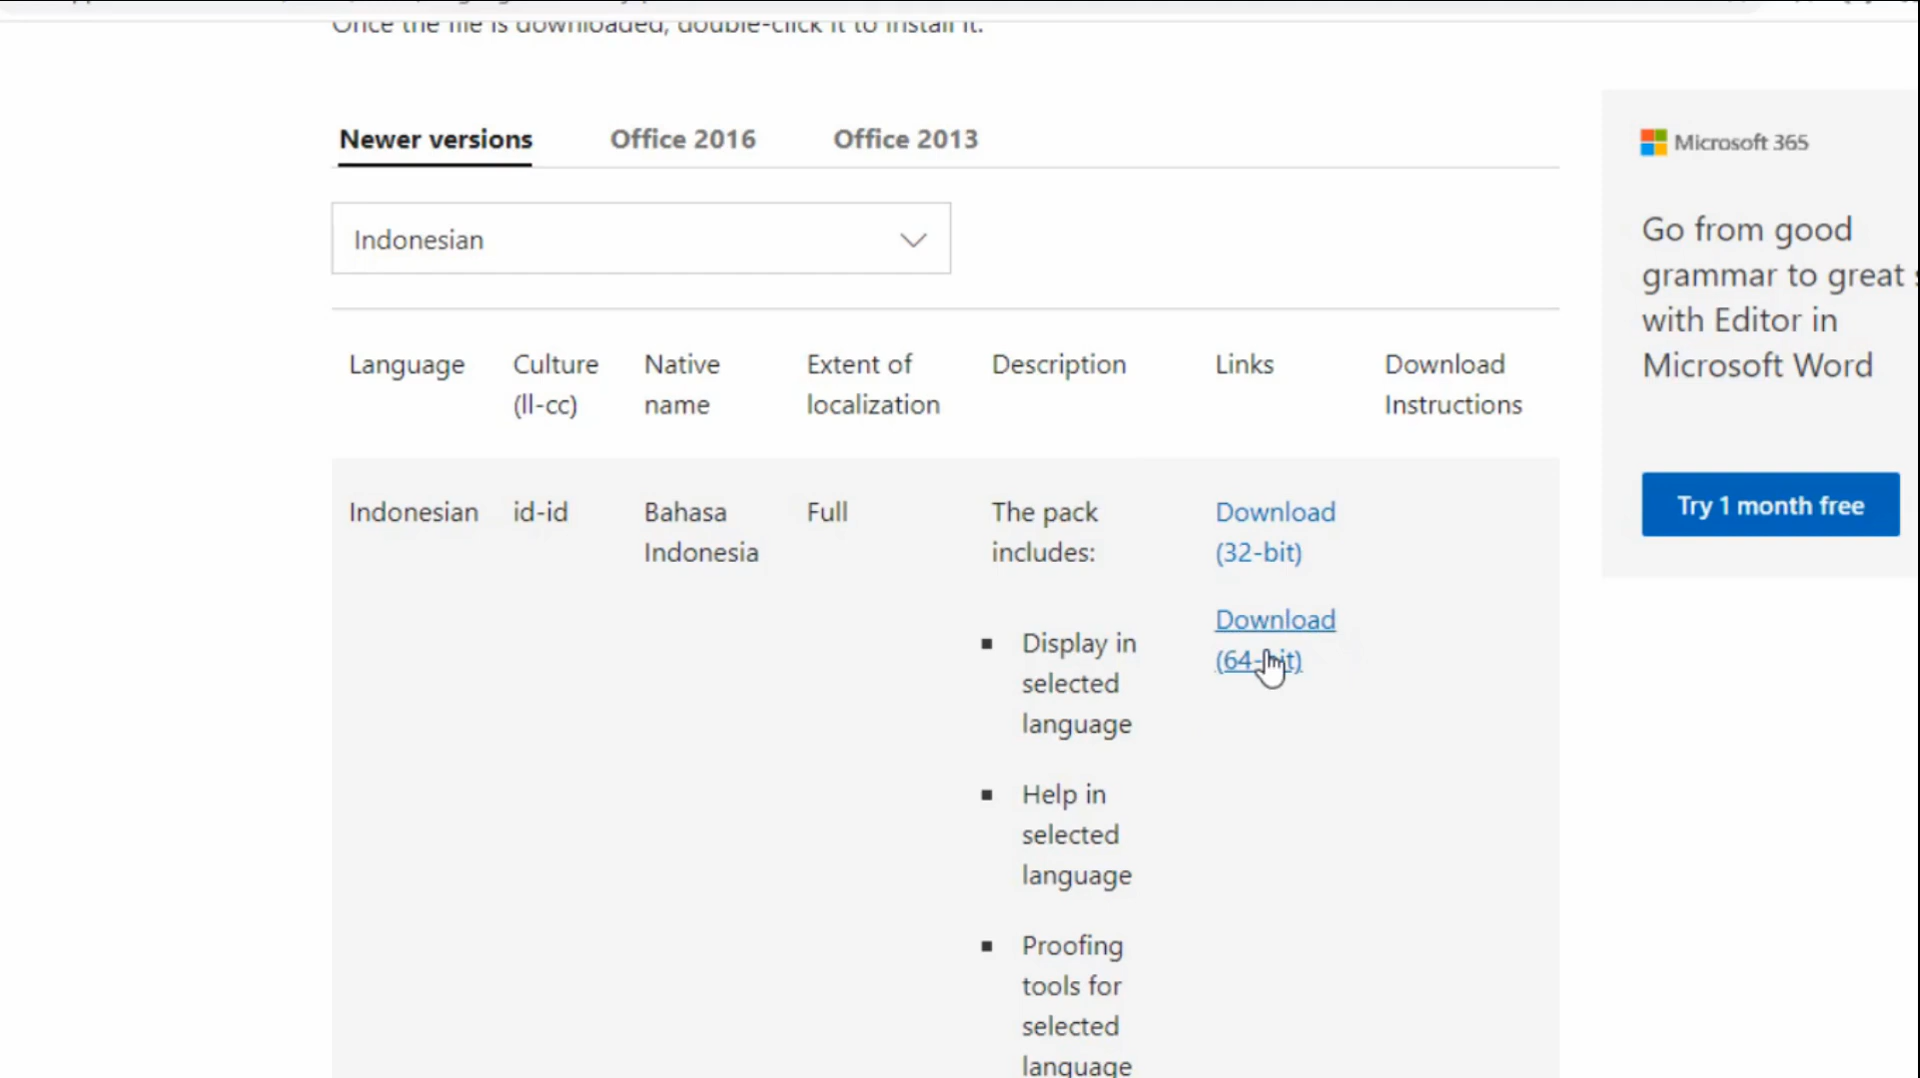 Once the file is downloaded, double-click it to install it.
Newer versions
Office 2016
Office 2013
Indonesian
Language
Culture
(ll-cc)
Native
name
Extent of
localization
Description
Links
Download
Instructions
Indonesian
id-id
Bahasa
Indonesia
Full
The pack
includes:
Display in
selected
language
Help in
selected
language
Proofing
tools for
selected
language
Download
(32-bit)
Download
(64-bit)
Microsoft 365
Go from good
grammar to great
with Editor in
Microsoft Word
Try 1 month free